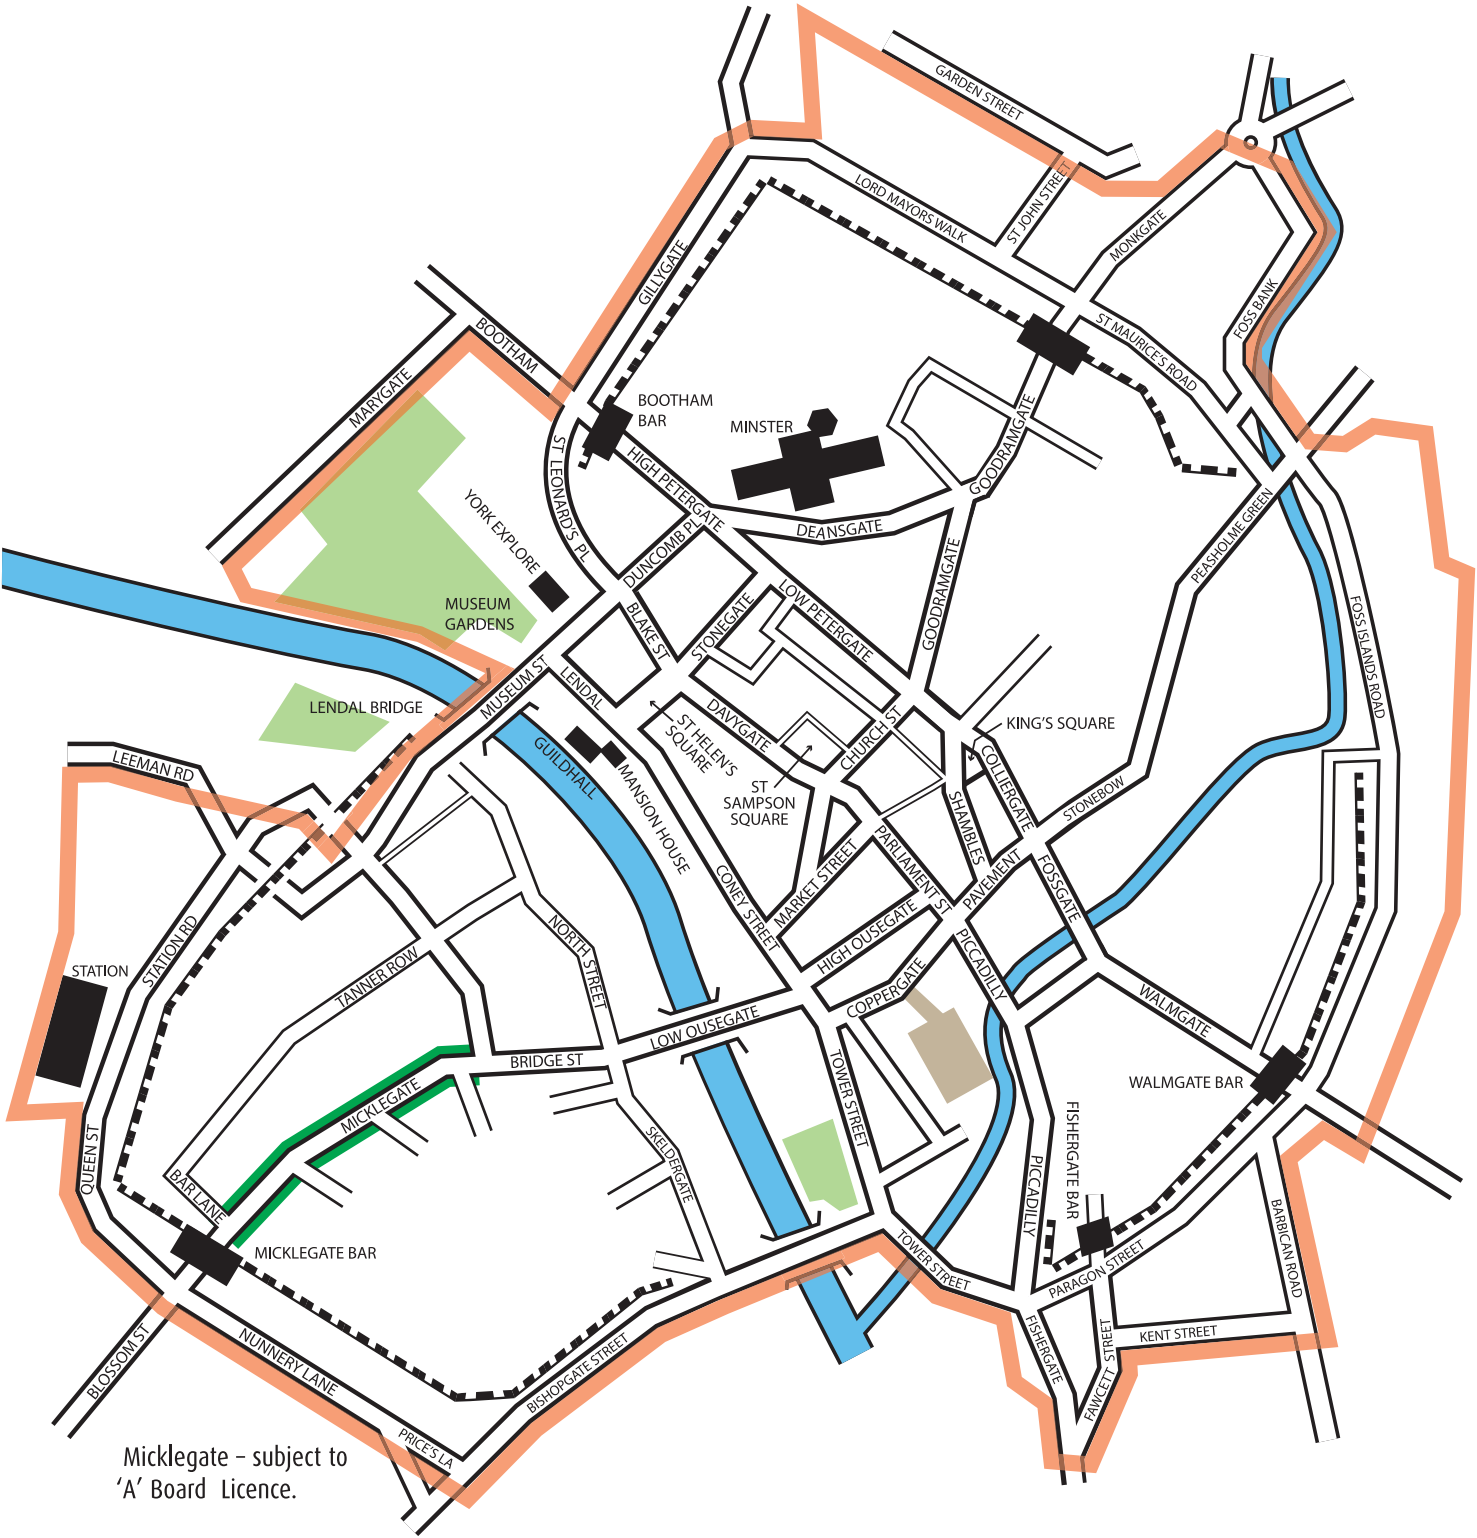 GARDEN STREET
LORD MAYORS WALK
ST JOHN STREET
MONKGATE
GILLYGATE
FOSS BANK
BOOTHAM
ST MAURICE'S ROAD
MARYGATE
BOOTHAM
BAR
MINSTER
GOODRAMGATE
ST LEONARD'S PL
HIGH PETERGATE
YORK EXPLORE
DUNCOMB PL
DEANSGATE
PEASHOLME GREEN
MUSEUM
GARDENS
BLAKE ST
STONEGATE
LOW PETERGATE
GOODRAMGATE
FOSS ISLANDS ROAD
MUSEUM ST
LENDAL
LENDAL BRIDGE
DAVYGATE
ST HELEN'S
SQUARE
CHURCH ST
KING'S SQUARE
LEEMAN RD
GUILDHALL
MANSION HOUSE
ST
SAMPSON
SQUARE
COLLIERGATE
STONEBOW
SHAMBLES
MARKET STREET
PARLIAMENT ST
PAVEMENT
FOSSGATE
CONEY STREET
HIGH OUSEGATE
STATION RD
STATION
TANNER ROW
NORTH STREET
PICCADILLY
COPPERGATE
WALMGATE
LOW OUSEGATE
BRIDGE ST
MICKLEGATE
TOWER STREET
WALMGATE BAR
QUEEN ST
BAR LANE
SKELDERGATE
PICCADILLY
FISHERGATE BAR
BARBICAN ROAD
MICKLEGATE BAR
TOWER STREET
PARAGON STREET
BLOSSOM ST
NUNNERY LANE
BISHOPGATE STREET
FISHERGATE
FAWCETT STREET
KENT STREET
PRICE'S LA
Micklegate – subject to
‘A’ Board Licence.